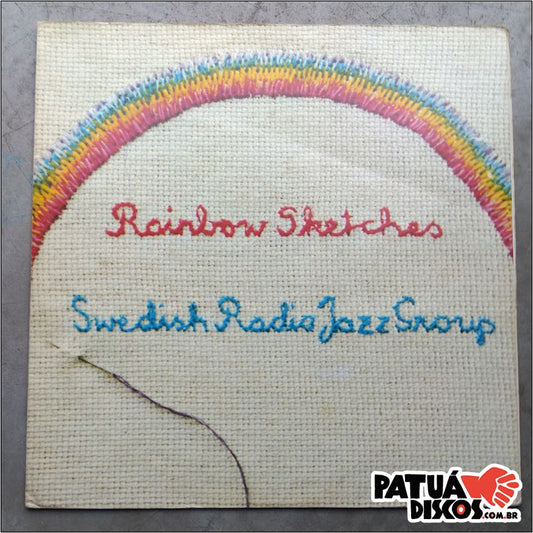 Rainbow Sketches
Swedish Radio Jazz Group
PATUÁ
DISCOS.COM.BR